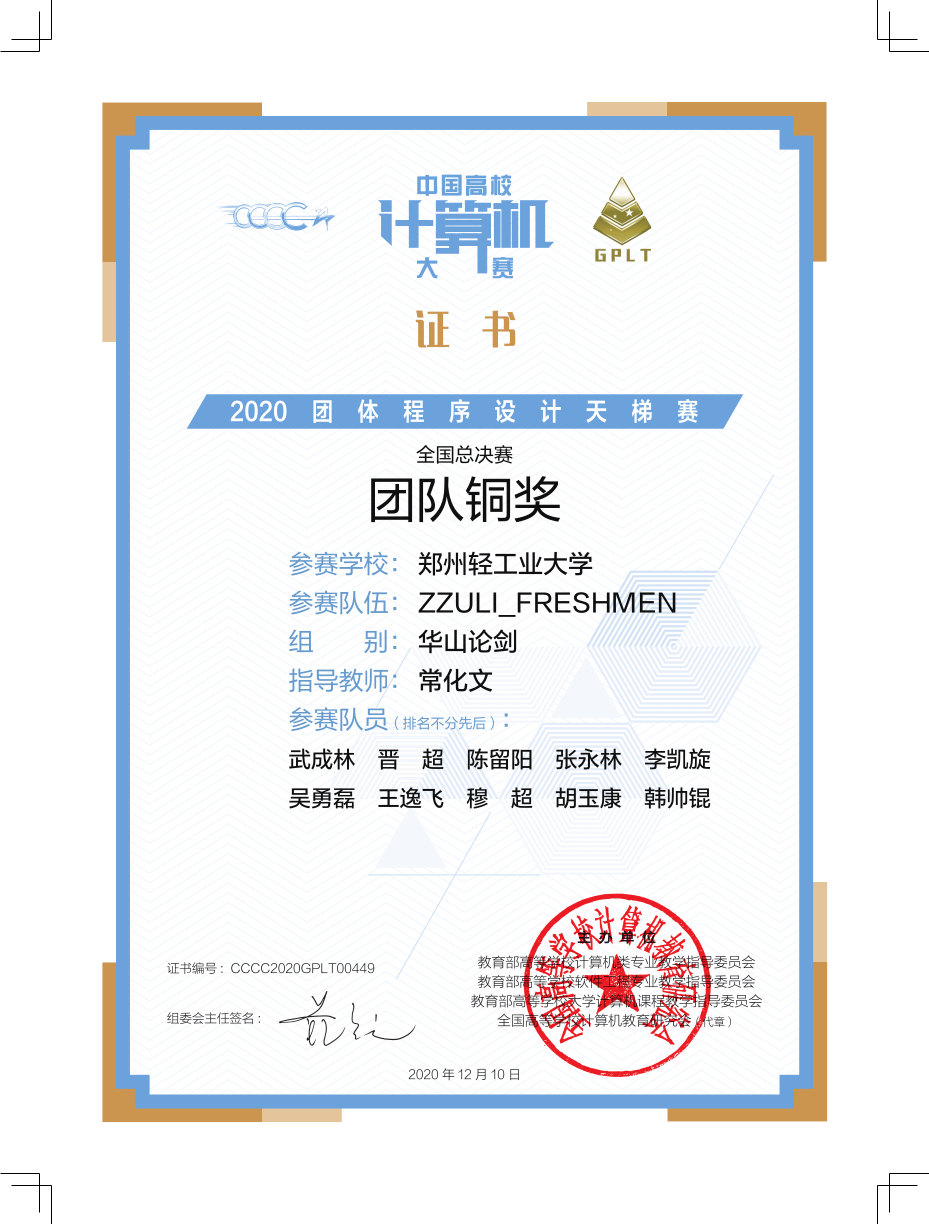 CCCC
中国高校
计算机
大赛
GPLT
证书
2020 团体程序设计天梯赛
全国总决赛
团队铜奖
参赛学校：郑州轻工业大学
参赛队伍：ZZULI_FRESHMEN
组别：华山论剑
指导教师：常化文
参赛队员（排名不分先后）：
武成林 晋超 陈留阳 张永林 李凯旋
吴勇磊 王逸飞 穆超 胡玉康 韩帅锟
主办单位
教育部高等学校计算机类专业教学指导委员会
教育部高等学校软件工程专业教学指导委员会
教育部高等学校大学计算机课程教学指导委员会
全国高等学校计算机教育研究会（代章）
全国高等学校计算机教育研究会
证书编号：CCCC2020GPLT00449
组委会主任签名：
2020 年 12 月 10 日